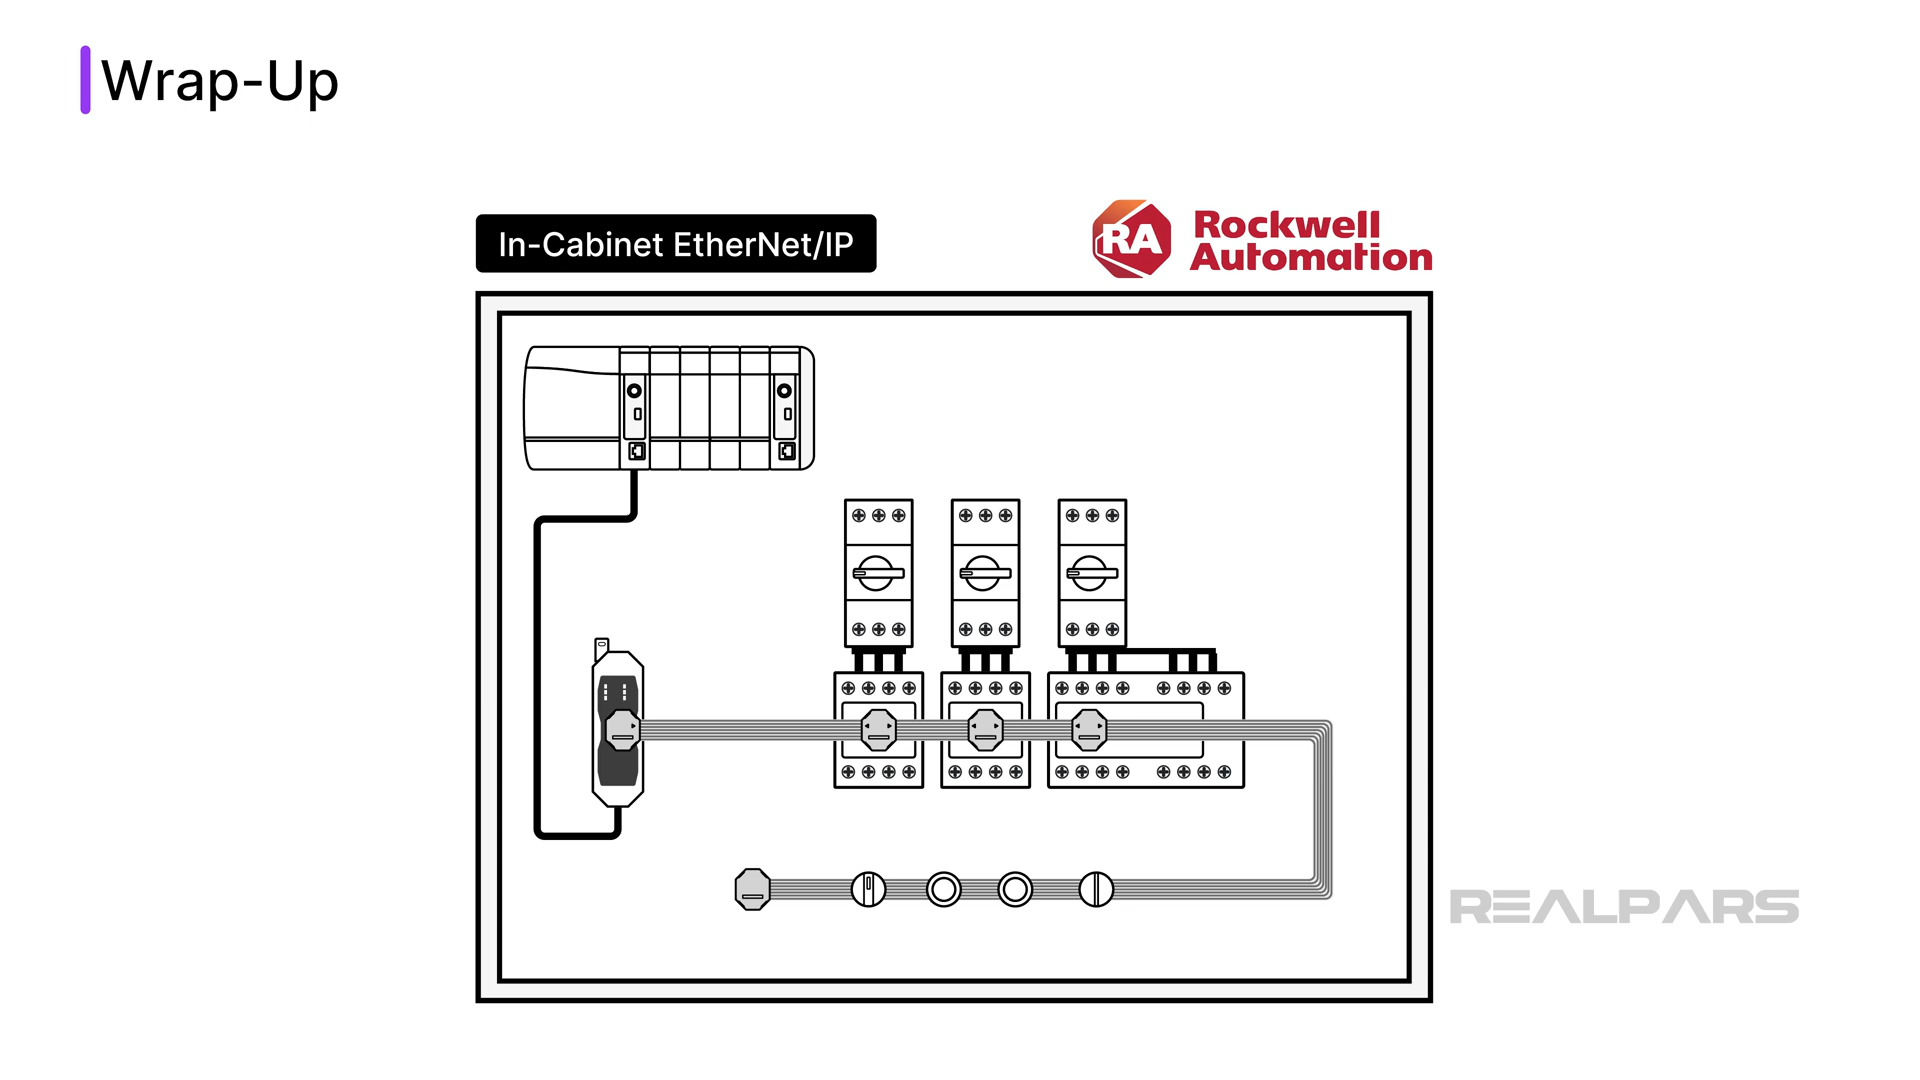 Wrap-Up
In-Cabinet EtherNet/IP
RA
Rockwell
Automation
REALPARS